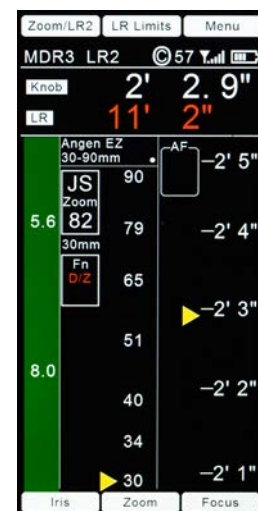 Zoom/LR2 LR Limits Menu
MDR3 LR2 © 57
Knob 2' 2. 9"
LR 11' 2"
Angen EZ
30-90mm
AF
2' 5"
JS
Zoom
82
90
5.6
79
2' 4"
30mm
Fn
D/Z
65
2' 3"
51
8.0
40
2' 2"
34
30
2' 1"
Iris Zoom Focus